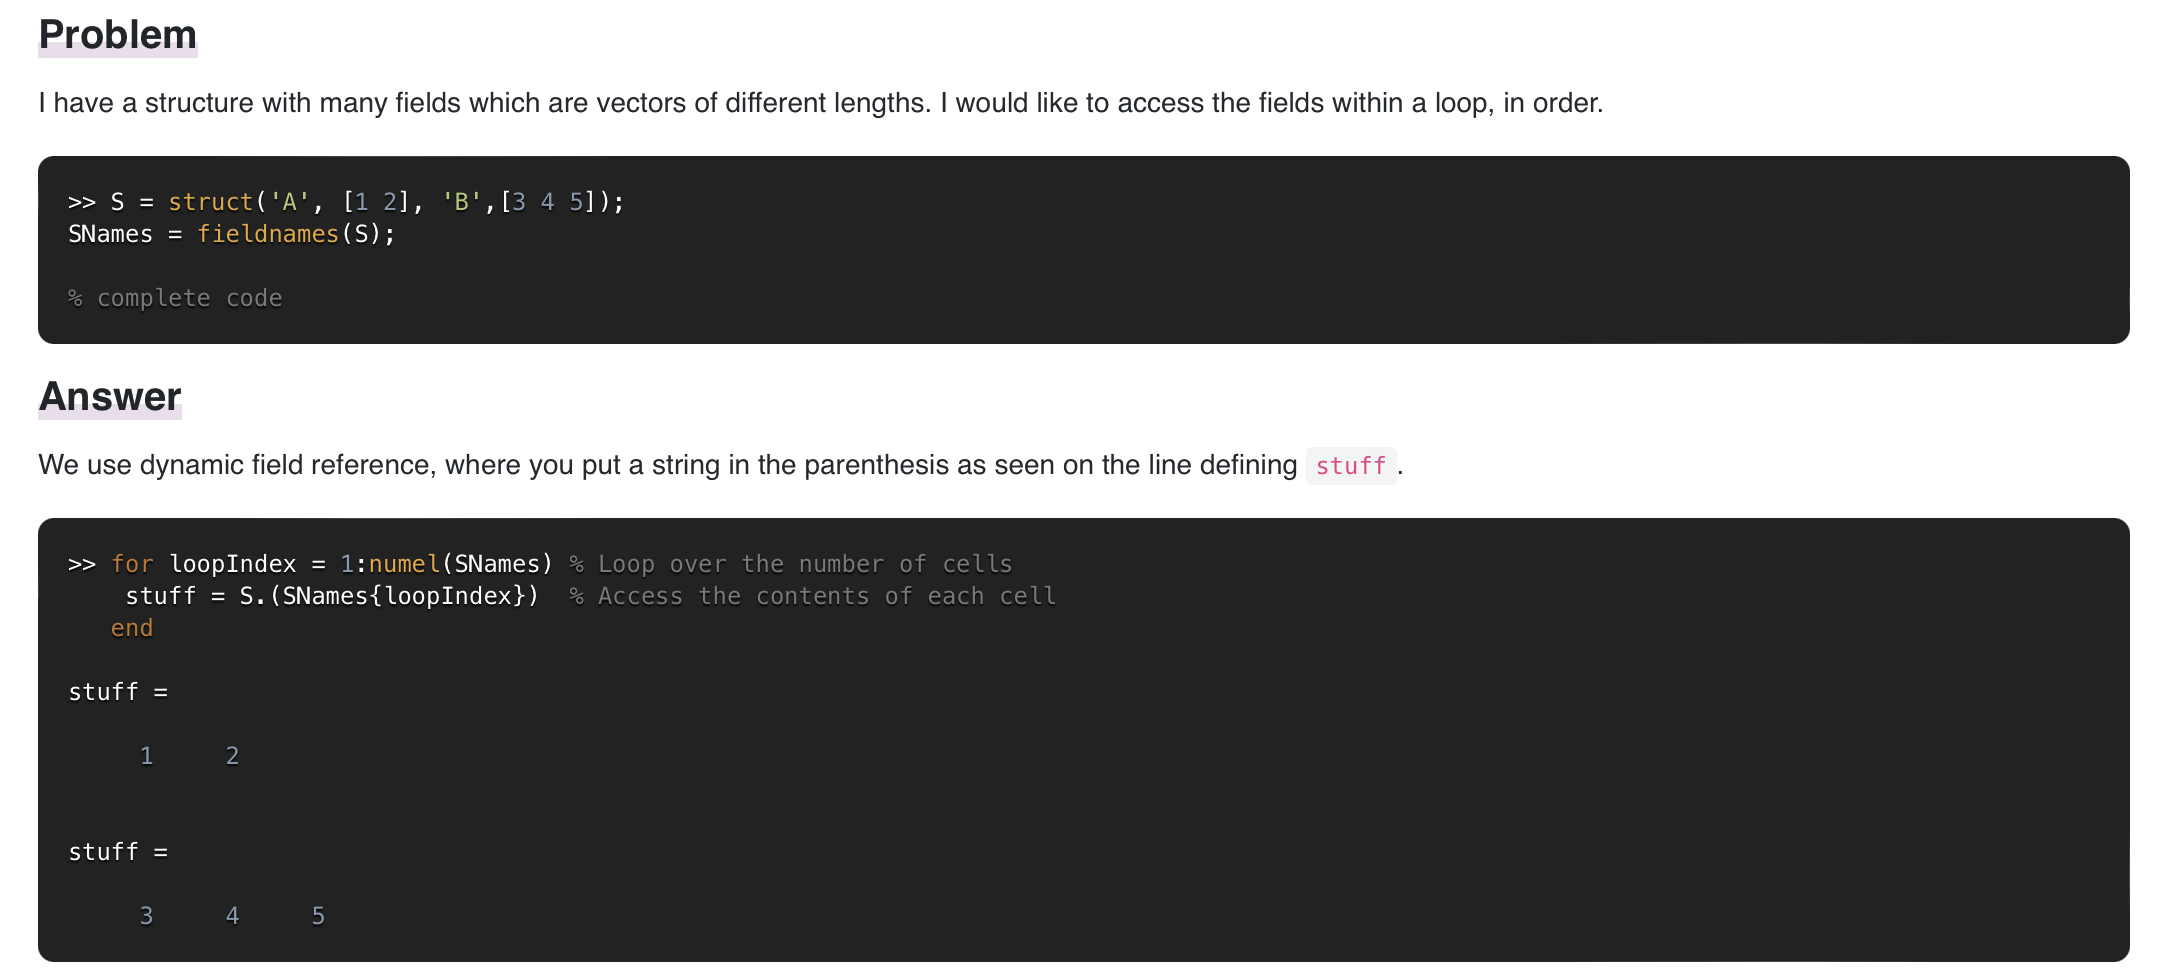 Problem
I have a structure with many fields which are vectors of different lengths. I would like to access the fields within a loop, in order.
>> S = struct('A', [1 2], 'B',[3 4 5]);
SNames = fieldnames(S);
% complete code
Answer
We use dynamic field reference, where you put a string in the parenthesis as seen on the line defining stuff.
>> for loopIndex = 1:numel(SNames) % Loop over the number of cells
    stuff = S.(SNames{loopIndex})  % Access the contents of each cell
   end
stuff =
     1     2
stuff =
     3     4     5